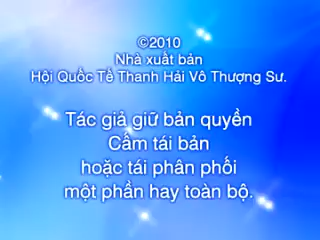 ©2010
Nhà xuất bản
Hội Quốc Tế Thanh Hải Vô Thượng Sư.
Tác giả giữ bản quyền
Cấm tái bản
hoặc tái phân phối
một phần hay toàn bộ.